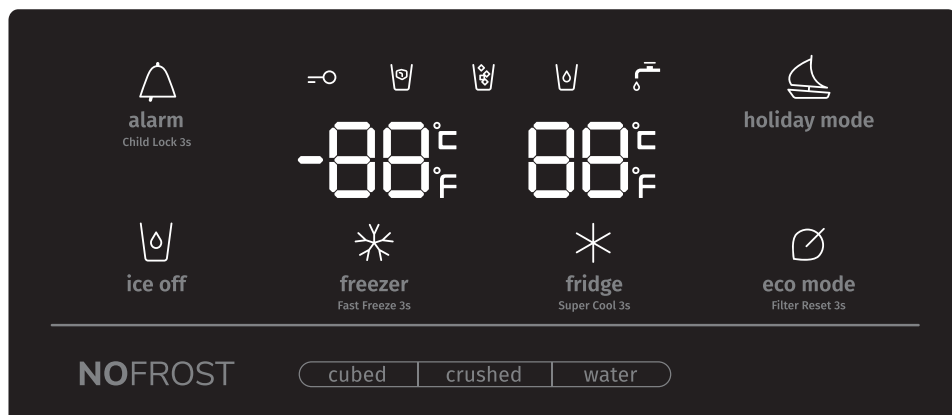 alarm
Child Lock 3s
holiday mode
-88°C °F
88°C °F
ice off
freezer
Fast Freeze 3s
fridge
Super Cool 3s
eco mode
Filter Reset 3s
NOFROST
cubed
crushed
water